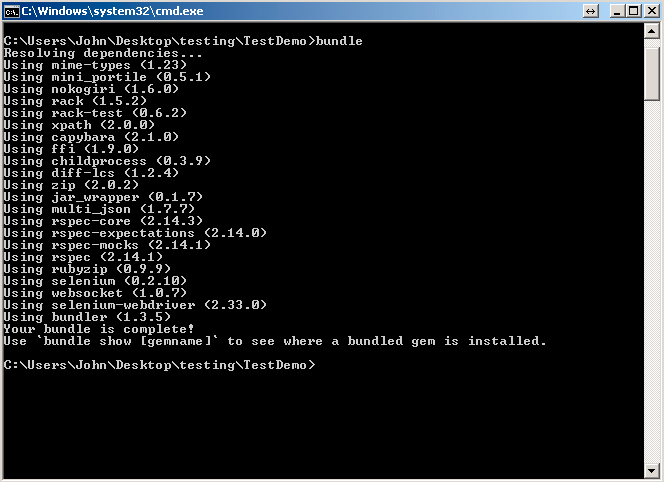 C:\Windows\system32\cmd.exe
C:\Users\John\Desktop\testing\TestDemo>bundle
Resolving dependencies...
Using mime-types (1.23)
Using mini_portile (0.5.1)
Using nokogiri (1.6.0)
Using rack (1.5.2)
Using rack-test (0.6.2)
Using xpath (2.0.0)
Using capybara (2.1.0)
Using ffi (1.9.0)
Using childprocess (0.3.9)
Using diff-lcs (1.2.4)
Using zip (2.0.2)
Using jar_wrapper (0.1.7)
Using multi_json (1.7.7)
Using rspec-core (2.14.3)
Using rspec-expectations (2.14.0)
Using rspec-mocks (2.14.1)
Using rspec (2.14.1)
Using rubyzip (0.9.9)
Using selenium (0.2.10)
Using websocket (1.0.7)
Using selenium-webdriver (2.33.0)
Using bundler (1.3.5)
Your bundle is complete!
Use `bundle show [gemname]` to see where a bundled gem is installed.
C:\Users\John\Desktop\testing\TestDemo>